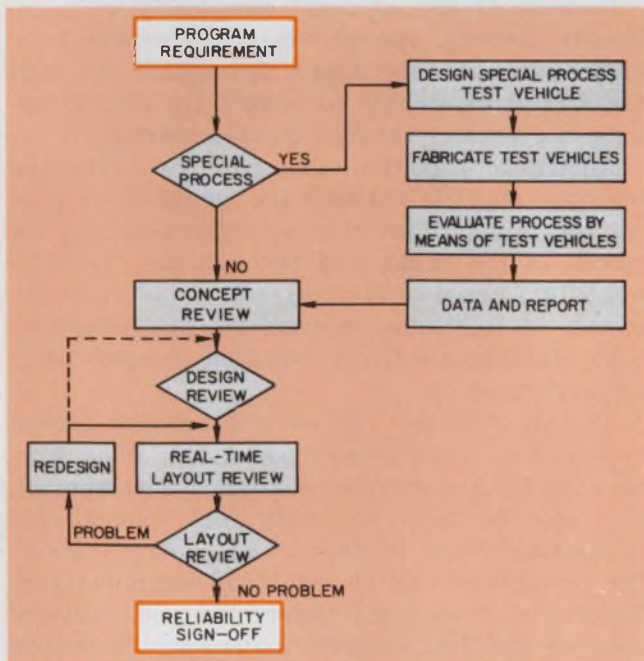 PROGRAM
REQUIREMENT
SPECIAL
PROCESS
YES
DESIGN SPECIAL PROCESS
TEST VEHICLE
FABRICATE TEST VEHICLES
EVALUATE PROCESS BY
MEANS OF TEST VEHICLES
DATA AND REPORT
NO
CONCEPT
REVIEW
DESIGN
REVIEW
REDESIGN
REAL-TIME
LAYOUT REVIEW
PROBLEM
LAYOUT
REVIEW
NO PROBLEM
RELIABILITY
SIGN-OFF